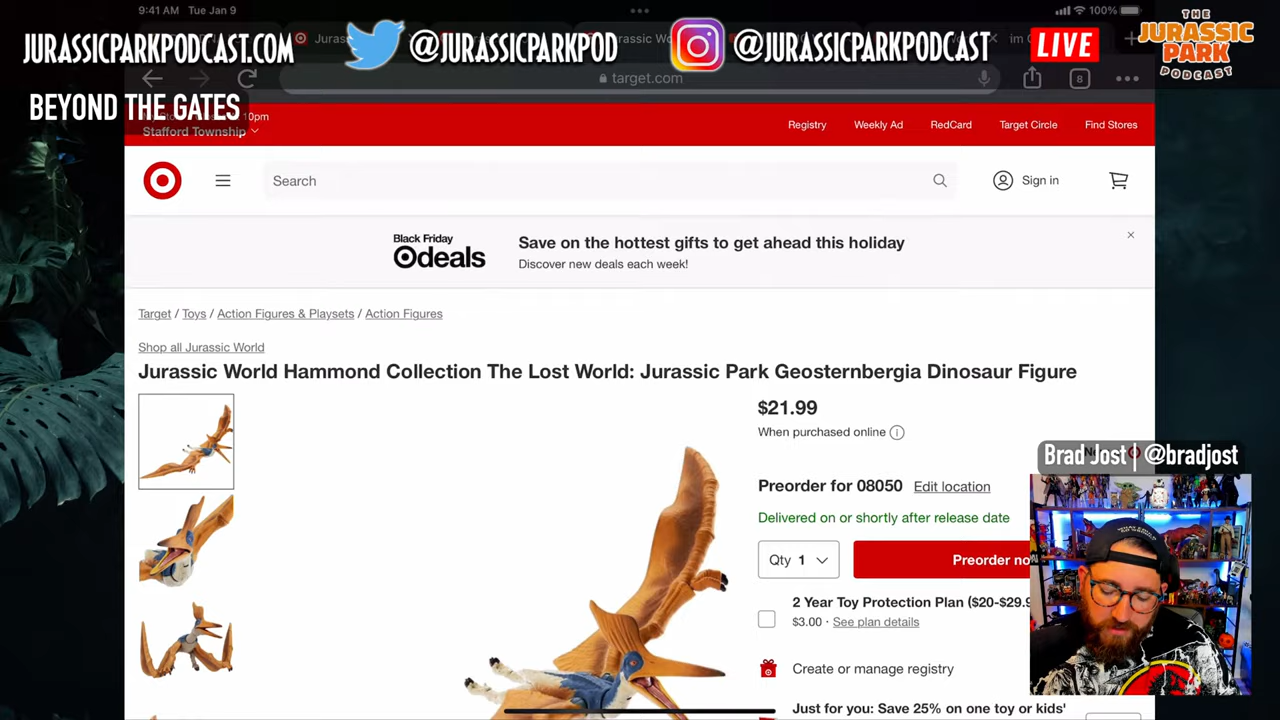 9:41 AM Tue Jan 9
100%
JURASSICPARKPODCAST.COM
@JURASSICPARKPOD
@JURASSICPARKPODCAST
LIVE
THE
JURASSIC
PARK
PODCAST
target.com
8
BEYOND THE GATES
10pm
Stafford Township
Registry
Weekly Ad
RedCard
Target Circle
Find Stores
Search
Sign in
Black Friday
deals
Save on the hottest gifts to get ahead this holiday
Discover new deals each week!
Target / Toys / Action Figures & Playsets / Action Figures
Shop all Jurassic World
Jurassic World Hammond Collection The Lost World: Jurassic Park Geosternbergia Dinosaur Figure
$21.99
When purchased online
Brad Jost | @bradjost
Preorder for 08050 Edit location
Delivered on or shortly after release date
Qty 1
Preorder no
2 Year Toy Protection Plan ($20-$29.9
$3.00 · See plan details
Create or manage registry
Just for you: Save 25% on one toy or kids'